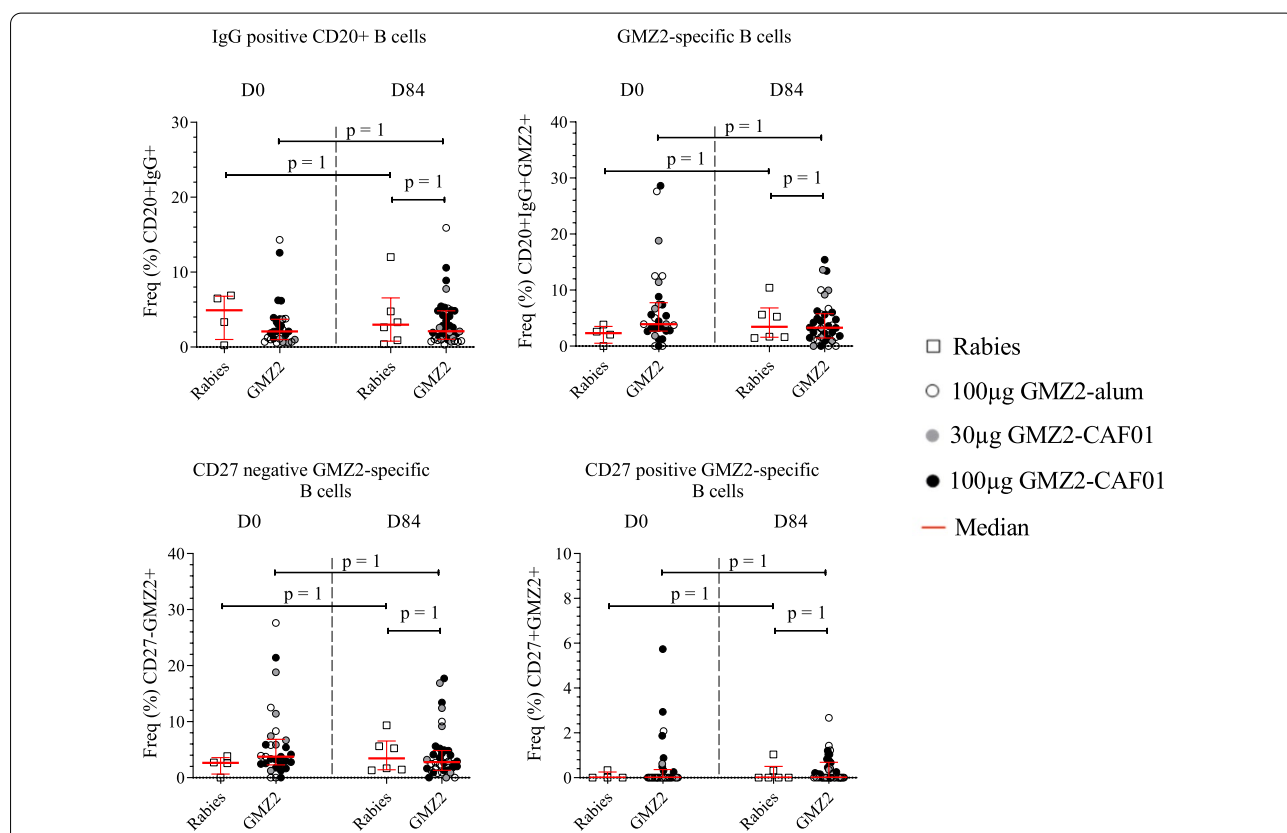 IgG positive CD20+ B cells
D0 D84
Freq (%) CD20+IgG+
30
20
10
0
p = 1
p = 1
p = 1
Rabies GMZ2 Rabies GMZ2
GMZ2-specific B cells
D0 D84
Freq (%) CD20+IgG+GMZ2+
40
30
20
10
0
p = 1
p = 1
p = 1
Rabies GMZ2 Rabies GMZ2
CD27 negative GMZ2-specific
B cells
D0 D84
Freq (%) CD27-GMZ2+
40
30
20
10
0
p = 1
p = 1
p = 1
Rabies GMZ2 Rabies GMZ2
CD27 positive GMZ2-specific
B cells
D0 D84
Freq (%) CD27+GMZ2+
10
8
6
4
2
0
p = 1
p = 1
p = 1
Rabies GMZ2 Rabies GMZ2
Rabies
100µg GMZ2-alum
30µg GMZ2-CAF01
100µg GMZ2-CAF01
Median